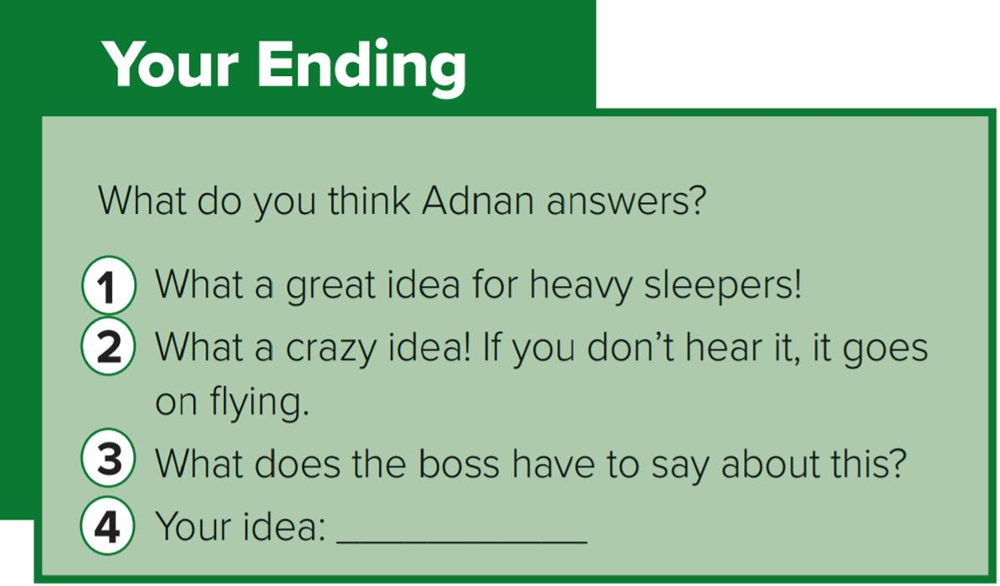 Your Ending
What do you think Adnan answers?
1 What a great idea for heavy sleepers!
2 What a crazy idea! If you don’t hear it, it goes
on flying.
3 What does the boss have to say about this?
4 Your idea: ____________